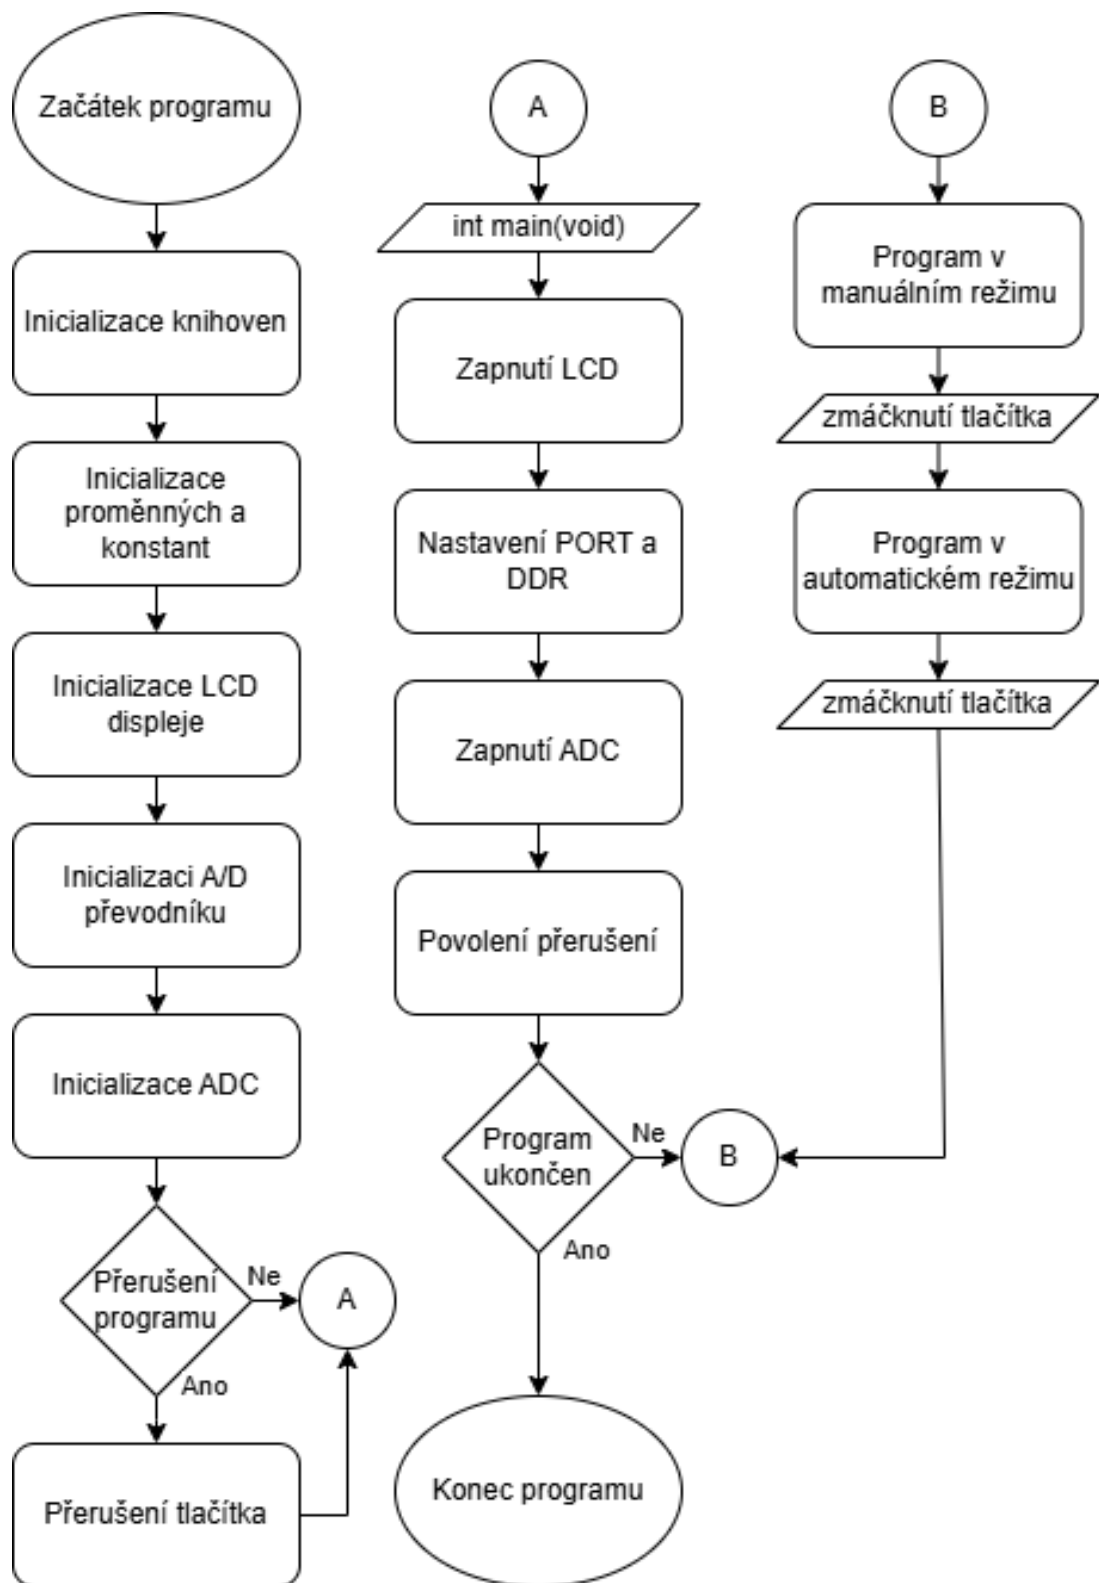 Začátek programu
Inicializace knihoven
Inicializace
proměnných a
konstant
Inicializace LCD
displeje
Inicializaci A/D
převodníku
Inicializace ADC
Přerušení
programu
Ne
A
Ano
Přerušení tlačítka
A
int main(void)
Zapnutí LCD
Nastavení PORT a
DDR
Zapnutí ADC
Povolení přerušení
Program
ukončen
Ne
B
Ano
Konec programu
B
Program v
manuálním režimu
zmáčknutí tlačítka
Program v
automatickém režimu
zmáčknutí tlačítka